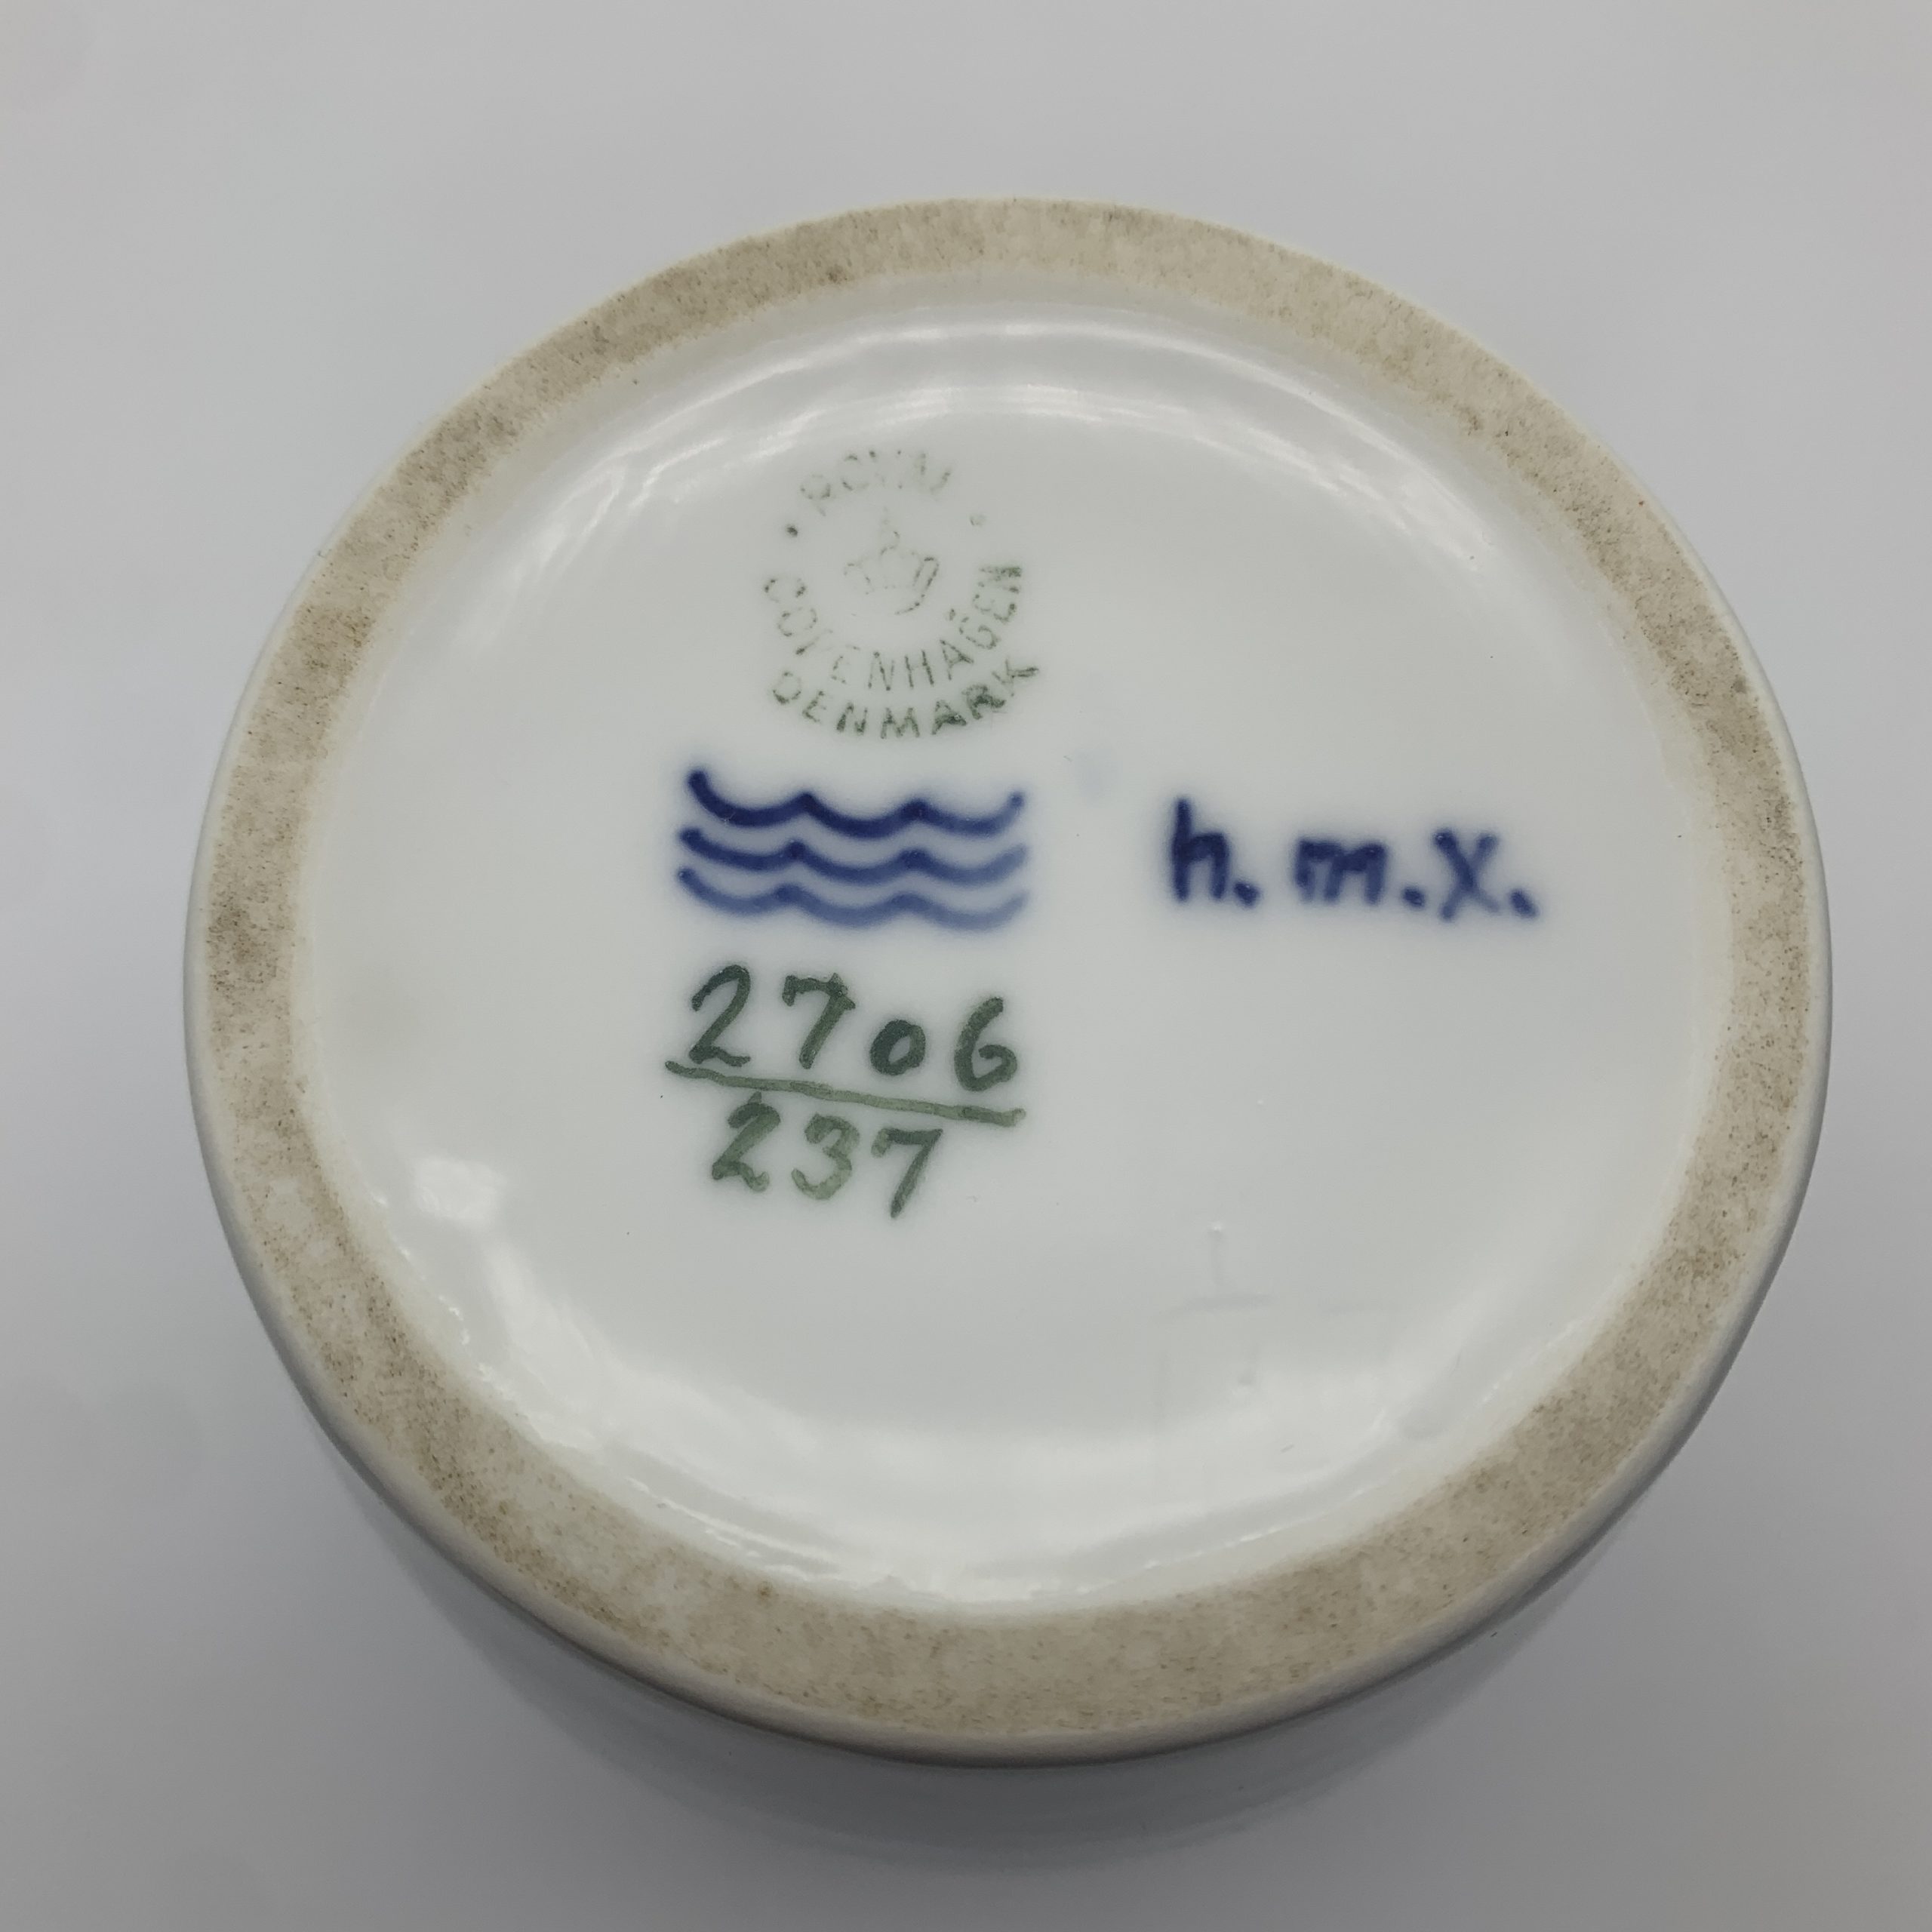 ROYAL
COPENHAGEN
DENMARK
h.m.x.
2706
237